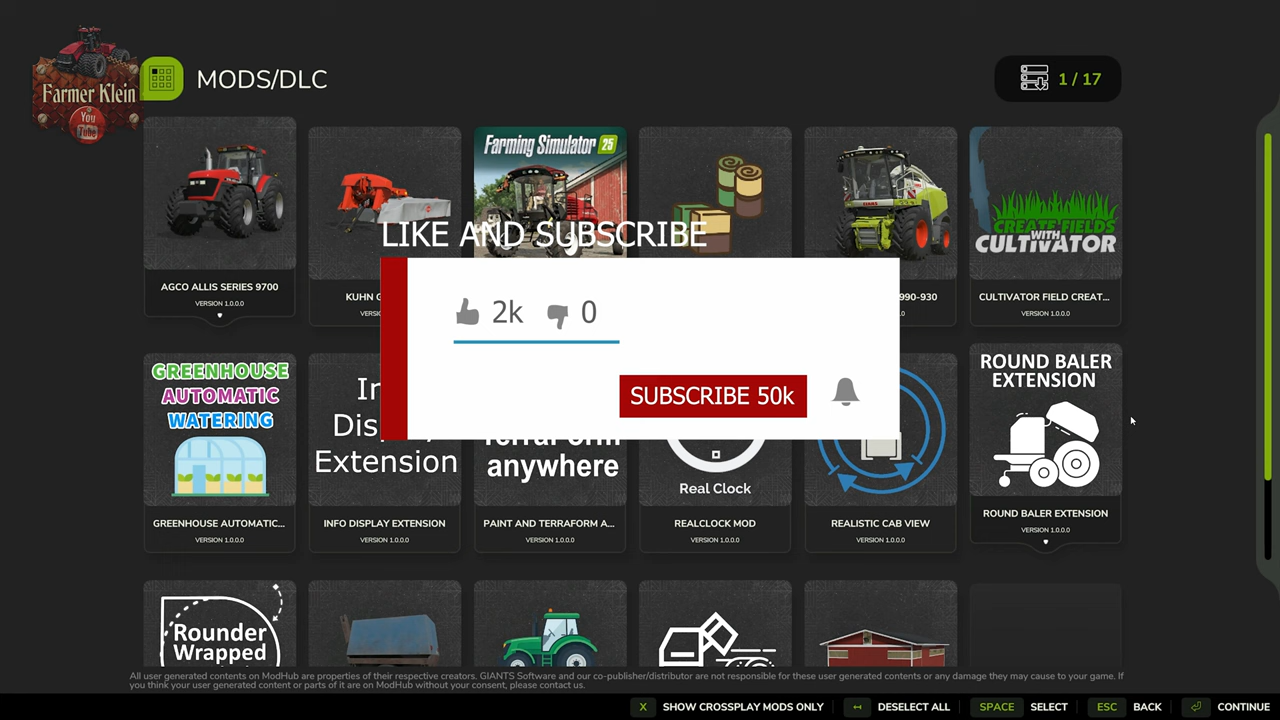 Farmer Klein
You
Tube
MODS/DLC
1 / 17
Farming Simulator 25
CREATE FIELDS
WITH
CULTIVATOR
LIKE AND SUBSCRIBE
AGCO ALLIS SERIES 9700
VERSION 1.0.0.0
KUHN
990-930
VERSION 1.0.0.0
CULTIVATOR FIELD CREAT...
VERSION 1.0.0.0
2k
0
SUBSCRIBE 50k
GREENHOUSE
AUTOMATIC
WATERING
Extension
anywhere
Real Clock
ROUND BALER
EXTENSION
GREENHOUSE AUTOMATIC...
VERSION 1.0.0.0
INFO DISPLAY EXTENSION
VERSION 1.0.0.0
PAINT AND TERRAFORM A...
VERSION 1.0.0.0
REALCLOCK MOD
VERSION 1.0.0.0
REALISTIC CAB VIEW
VERSION 1.0.0.0
ROUND BALER EXTENSION
VERSION 1.0.0.0
Rounder
Wrapped
All user generated contents on ModHub are properties of their respective creators. GIANTS Software and our co-publisher/distributor are not responsible for these user generated contents or any damage they may cause to your game. If
you think your user generated content or parts of it are on ModHub without your consent, please contact us.
X SHOW CROSSPLAY MODS ONLY
DESELECT ALL
SPACE SELECT
ESC BACK
CONTINUE